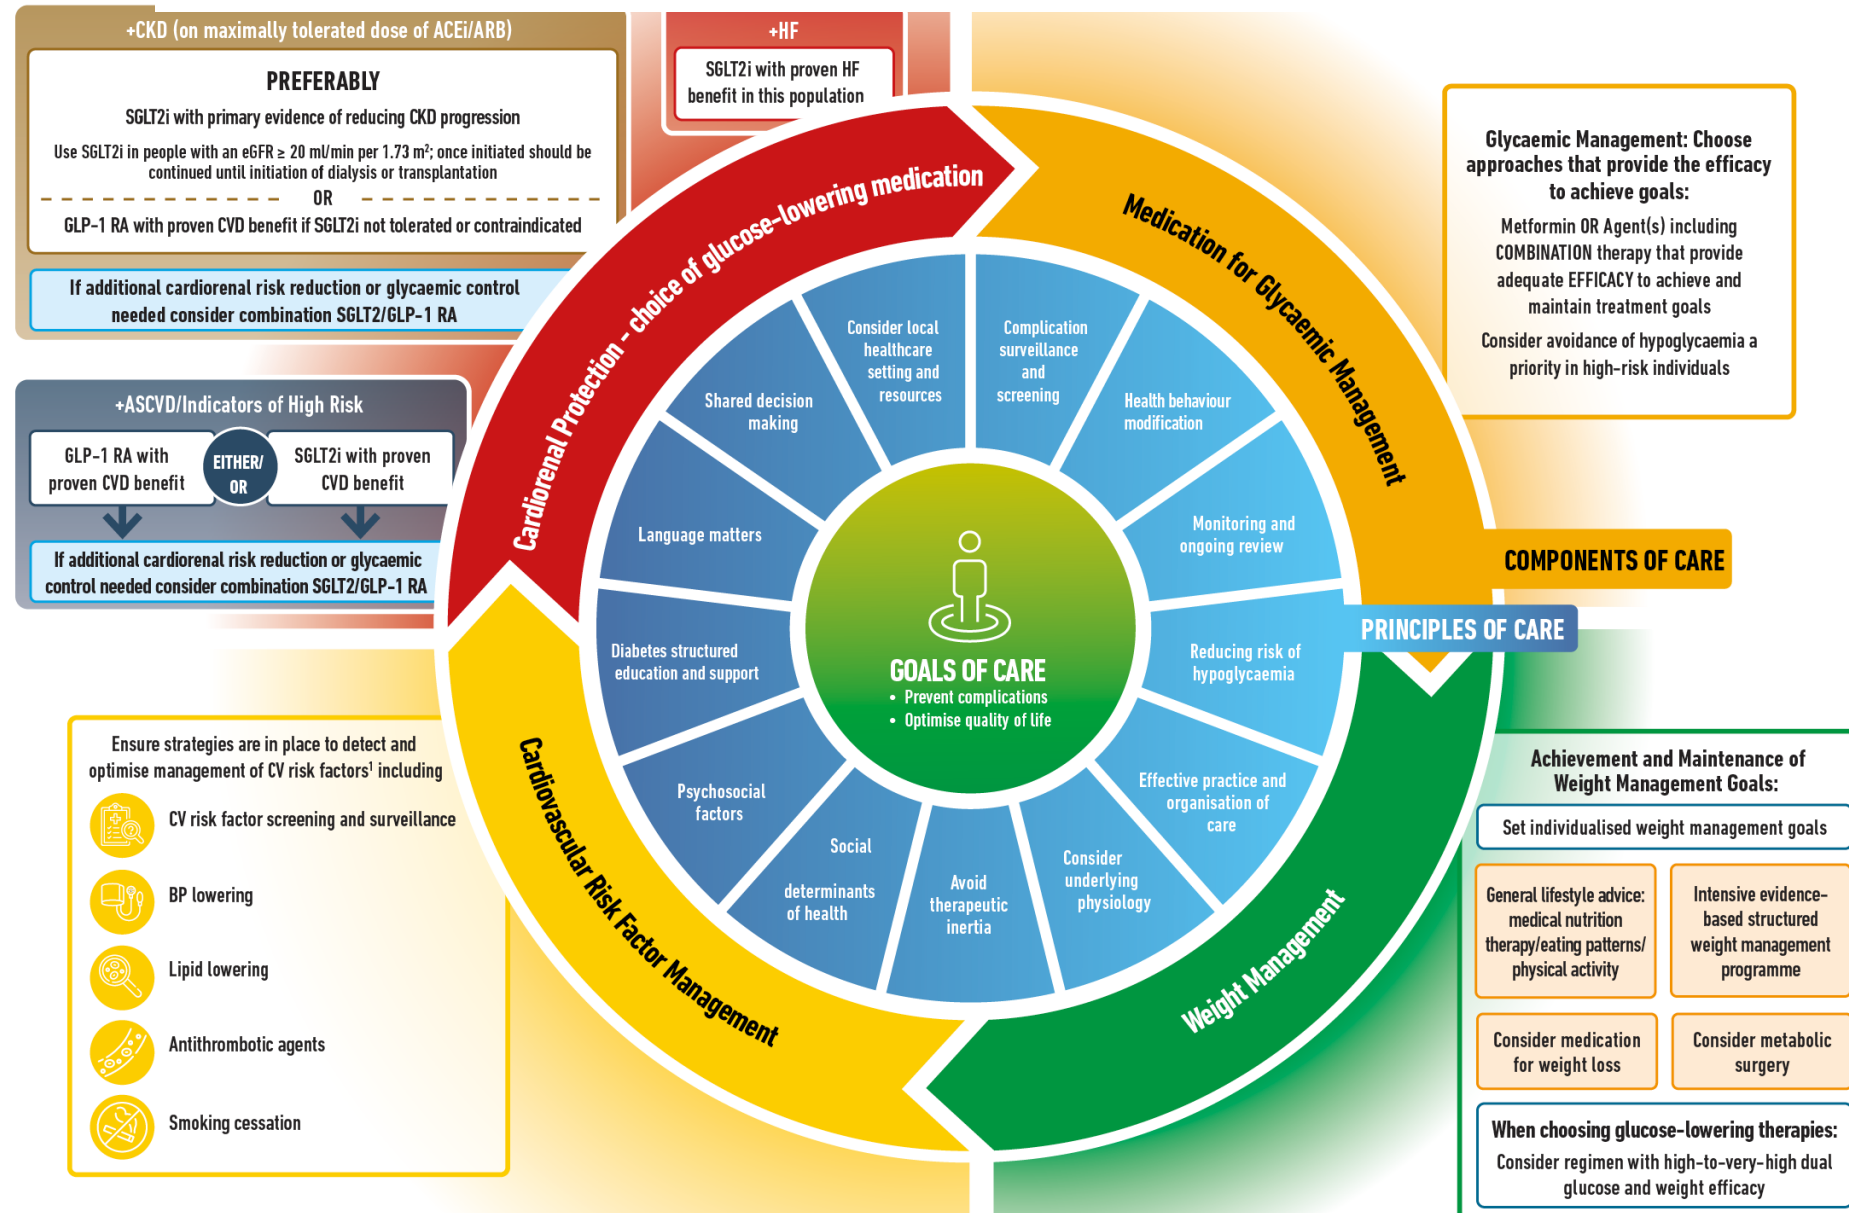 +CKD (on maximally tolerated dose of ACEi/ARB)
PREFERABLY
SGLT2i with primary evidence of reducing CKD progression
Use SGLT2i in people with an eGFR ≥ 20 ml/min per 1.73 m²; once initiated should be
continued until initiation of dialysis or transplantation
OR
GLP-1 RA with proven CVD benefit if SGLT2i not tolerated or contraindicated
If additional cardiorenal risk reduction or glycaemic control
needed consider combination SGLT2/GLP-1 RA
+HF
SGLT2i with proven HF
benefit in this population
+ASCVD/Indicators of High Risk
GLP-1 RA with
proven CVD benefit
EITHER/
OR
SGLT2i with proven
CVD benefit
If additional cardiorenal risk reduction or glycaemic
control needed consider combination SGLT2/GLP-1 RA
Ensure strategies are in place to detect and
optimise management of CV risk factors¹ including
CV risk factor screening and surveillance
BP lowering
Lipid lowering
Antithrombotic agents
Smoking cessation
Cardiorenal Protection - choice of glucose-lowering medication
Medication for Glycaemic Management
Weight Management
Cardiovascular Risk Factor Management
Consider local
healthcare
setting and
resources
Complication
surveillance
and
screening
Health behaviour
modification
Monitoring and
ongoing review
Reducing risk of
hypoglycaemia
Effective practice and
organisation of
care
Consider
underlying
physiology
Avoid
therapeutic
inertia
Social
determinants
of health
Psychosocial
factors
Diabetes structured
education and support
Language matters
Shared decision
making
GOALS OF CARE
• Prevent complications
• Optimise quality of life
COMPONENTS OF CARE
PRINCIPLES OF CARE
Glycaemic Management: Choose
approaches that provide the efficacy
to achieve goals:
Metformin OR Agent(s) including
COMBINATION therapy that provide
adequate EFFICACY to achieve and
maintain treatment goals
Consider avoidance of hypoglycaemia a
priority in high-risk individuals
Achievement and Maintenance of
Weight Management Goals:
Set individualised weight management goals
General lifestyle advice:
medical nutrition
therapy/eating patterns/
physical activity
Intensive evidence-
based structured
weight management
programme
Consider medication
for weight loss
Consider metabolic
surgery
When choosing glucose-lowering therapies:
Consider regimen with high-to-very-high dual
glucose and weight efficacy